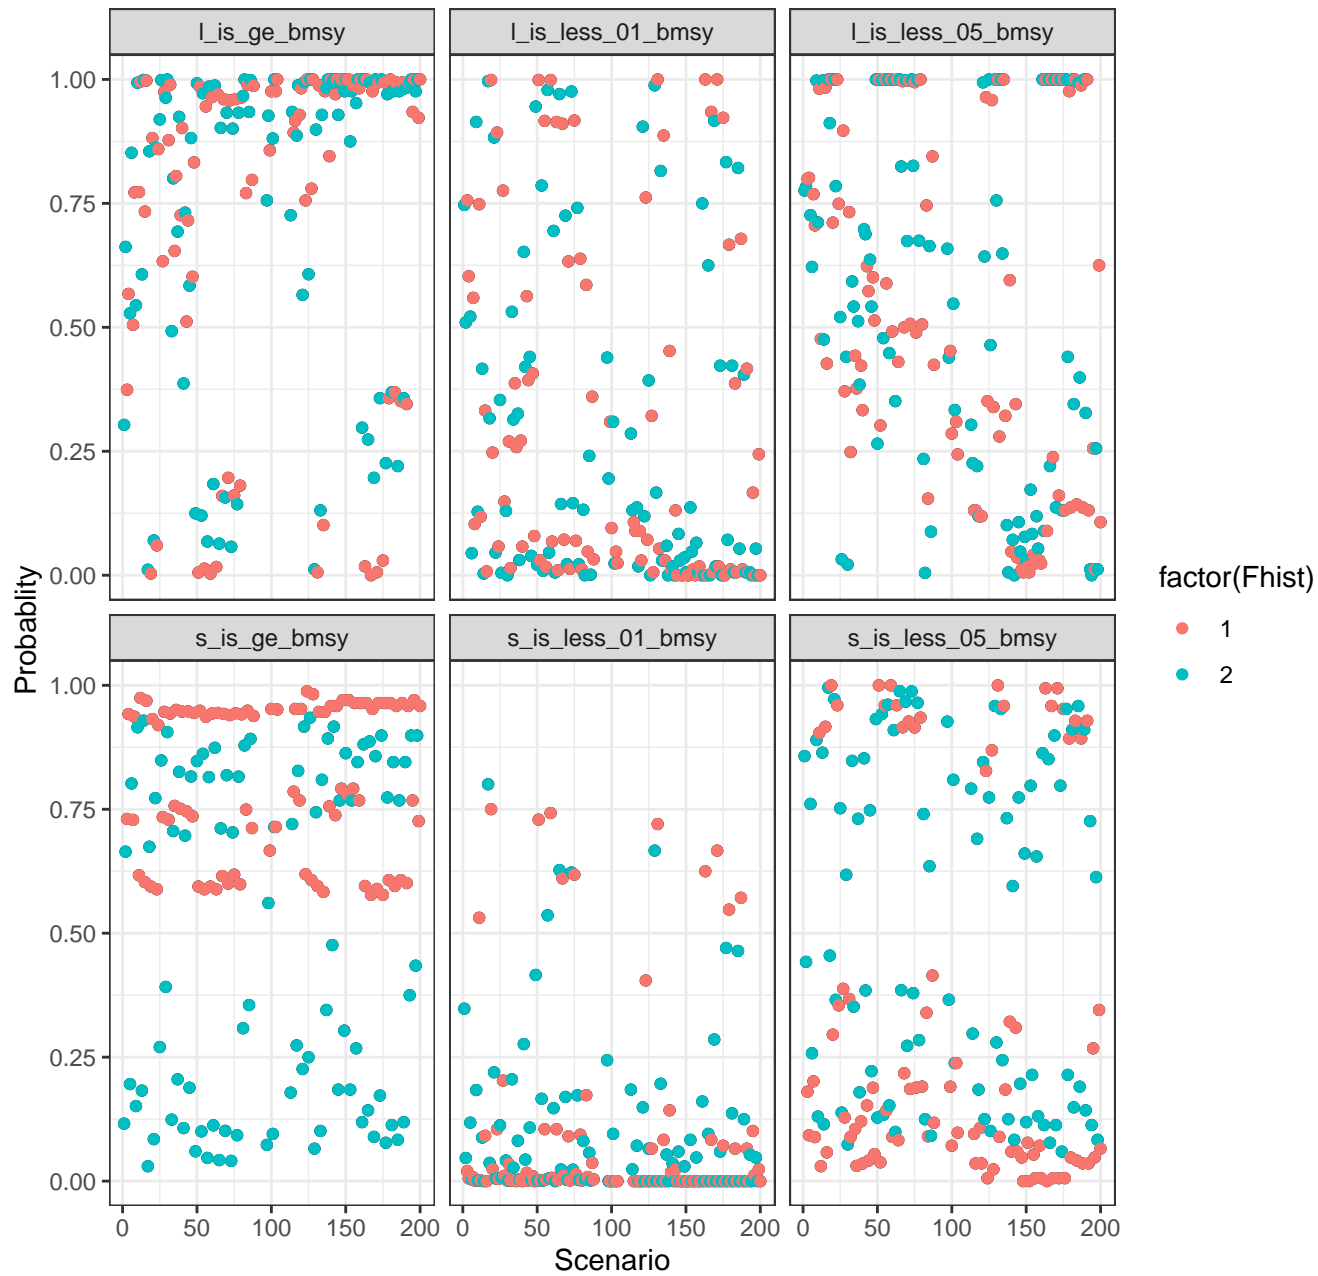 l_is_ge_bmsy l_is_less_01_bmsy l_is_less_05_bmsy
1.00
0.75
0.50
0.25
0.00
s_is_ge_bmsy s_is_less_01_bmsy s_is_less_05_bmsy
1.00
0.75
0.50
0.25
0.00
0 50 100 150 200 0 50 100 150 200 0 50 100 150 200
Scenario
Probablity
factor(Fhist)
1
2